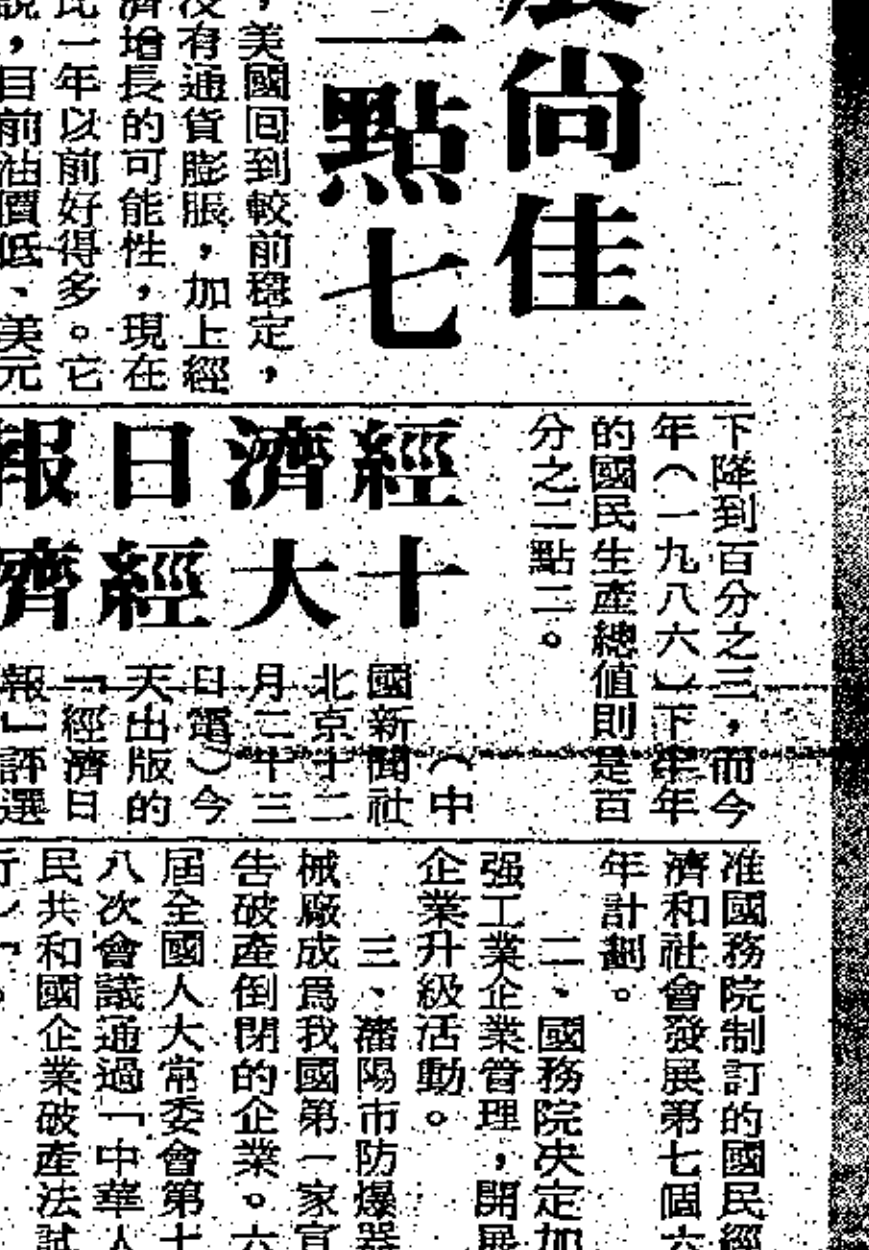 展尚佳
一點七
，美國回到較前穩定，
沒有通貨膨脹，加上經
濟增長的可能性，現在
比一年以前好得多。它
說，目前油價低、美元
下降到百分之三，而今
年（一九八六）下半年
的國民生產總值則是百
分之二點二。
經濟日報
十大經濟
（中
國新聞社
北京十二
月二十三
日電）今
天出版的
「經濟日
報」評選
准國務院制訂的國民經
濟和社會發展第七個
年計劃。
二、國務院决定加
强工業企業管理，開展
企業升級活動。
三、瀋陽市防爆器
械廠成爲我國第一家宣
告破產倒閉的企業。六
屆全國人大常委會第十
八次會議通過「中華人
民共和國企業破產法試
行）」。